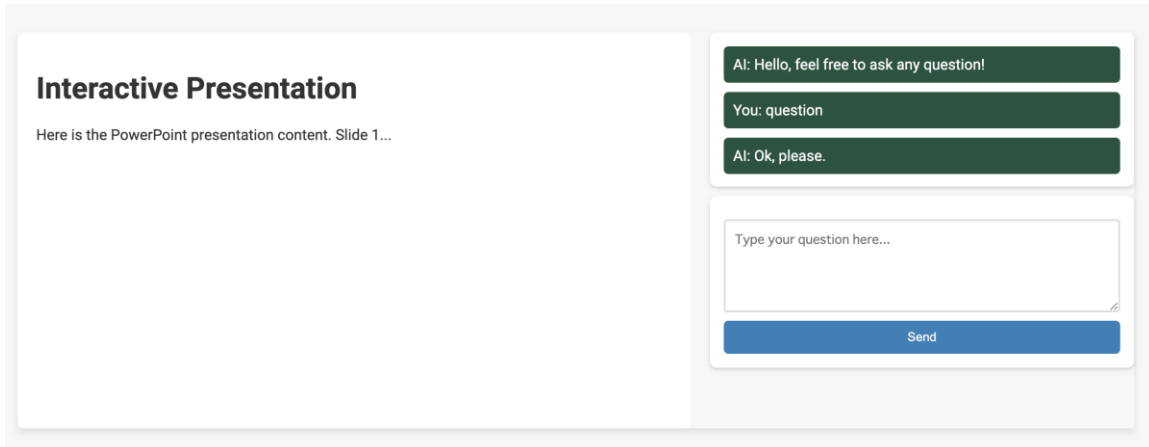 Interactive Presentation
Here is the PowerPoint presentation content. Slide 1...
AI: Hello, feel free to ask any question!
You: question
AI: Ok, please.
Type your question here...
Send